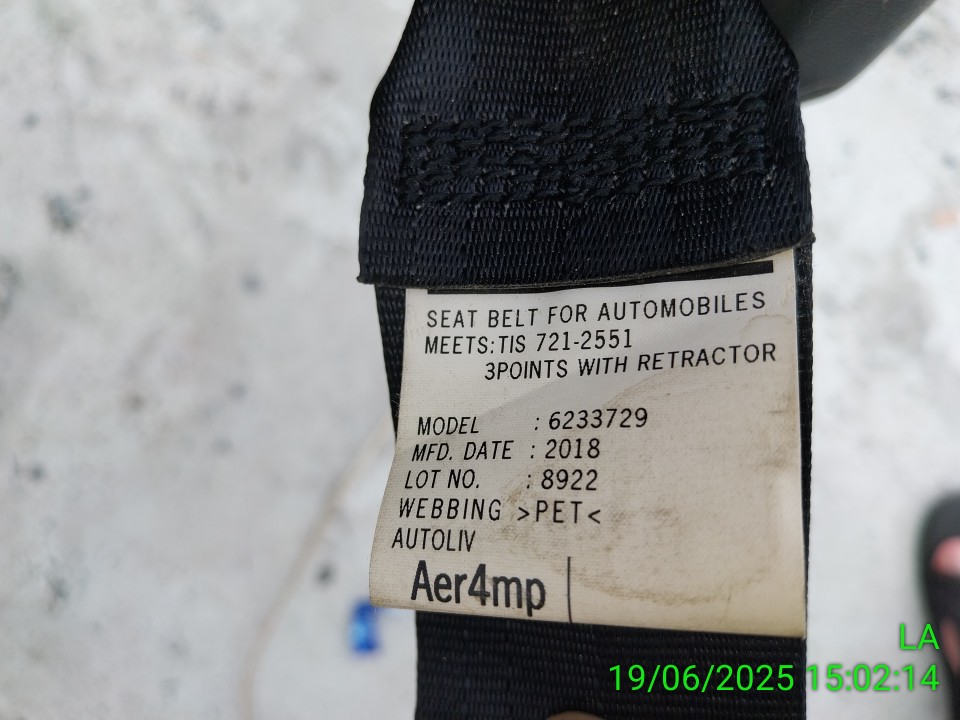 SEAT BELT FOR AUTOMOBILES
MEETS:TIS 721-2551
3POINTS WITH RETRACTOR
MODEL : 6233729
MFD. DATE : 2018
LOT NO. : 8922
WEBBING >PET<
AUTOLIV
Aer4mp
LA
19/06/2025 15:02:14